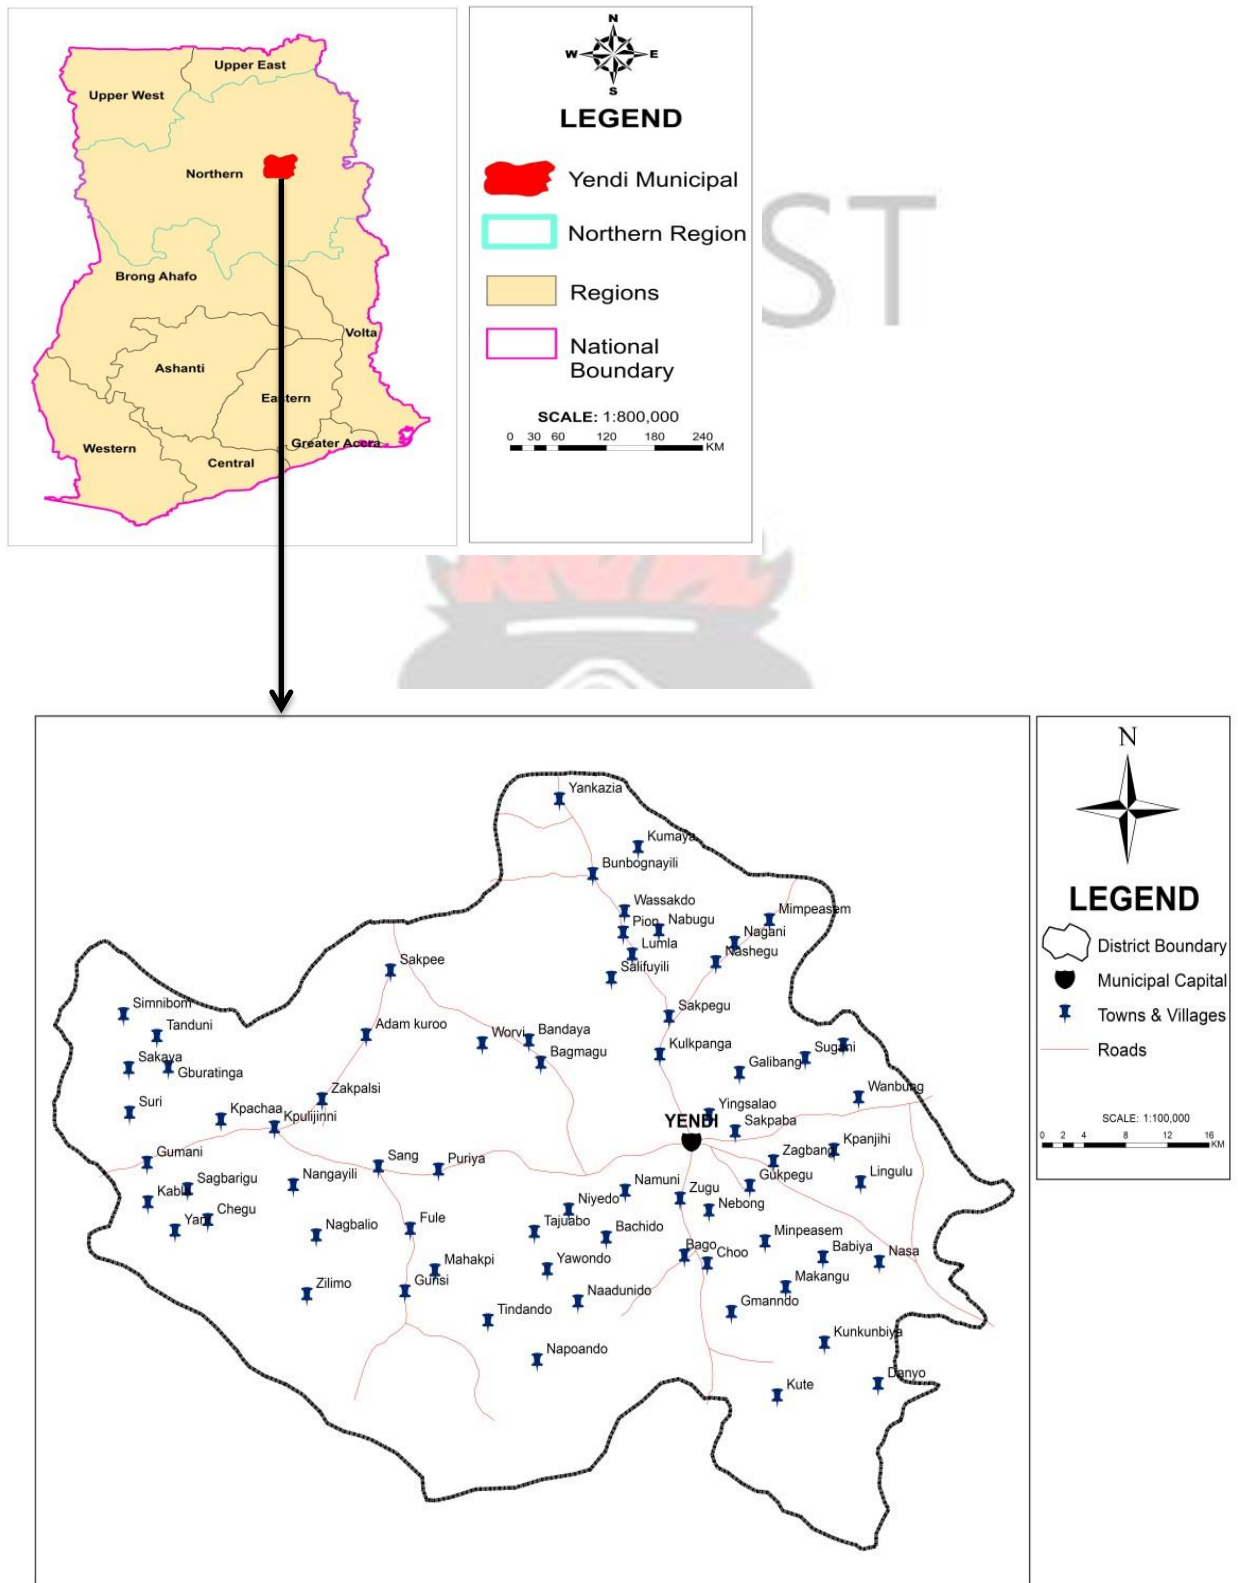 Upper East
Upper West
Northern
Brong Ahafo
Volta
Ashanti
Eastern
Western
Greater Accra
Central
N
W E
S
LEGEND
Yendi Municipal
Northern Region
Regions
National
Boundary
SCALE: 1:800,000
0 30 60 120 180 240
KM
ST
Yankazia
Kumaya
Bunbognayili
Wassakdo
Mimpeasem
Pion
Nabugu
Nagani
Lumla
Nashegu
Sakpee
Salifuyili
Simnibom
Sakpegu
Tanduni
Adam kuroo
Worvi
Bandaya
Sugani
Sakaya
Bagmagu
Kulkpanga
Galibang
Gburatinga
Zakpalsi
Wanbung
Suri
Kpachaa
Kpulijinni
Yingsalao
YENDI
Sakpaba
Gumani
Sang
Puriya
Zagbang
Kpanjihi
Sagbarigu
Nangayili
Namuni
Gukpegu
Lingulu
Kabli
Niyedo
Zugu
Nebong
Yani
Chegu
Nagbalio
Fule
Tajuabo
Bachido
Minpeasem
Bago
Choo
Babiya
Nasa
Mahakpi
Yawondo
Zilimo
Gunsi
Naadunido
Makangu
Tindando
Gmanndo
Kunkunbiya
Napoando
Kute
Danyo
N
LEGEND
District Boundary
Municipal Capital
Towns & Villages
Roads
SCALE: 1:100,000
0 2 4 8 12 16
KM